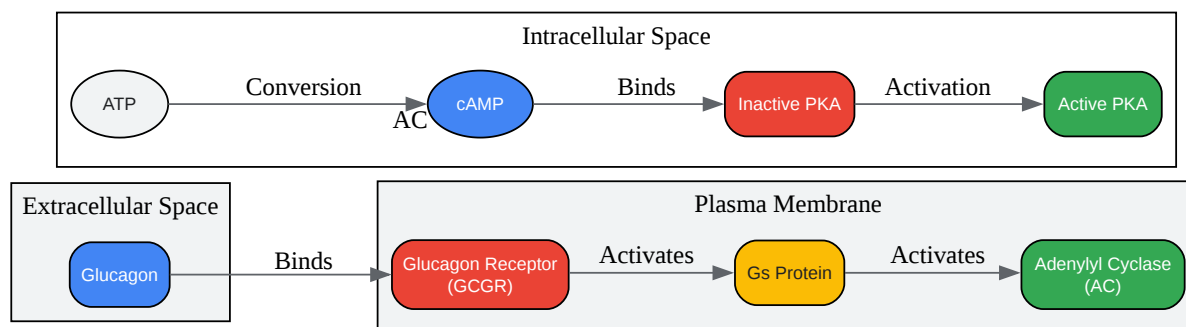 Intracellular Space
ATP
Conversion
AC
cAMP
Binds
Inactive PKA
Activation
Active PKA
Extracellular Space
Glucagon
Binds
Plasma Membrane
Glucagon Receptor
(GCGR)
Activates
Gs Protein
Activates
Adenylyl Cyclase
(AC)